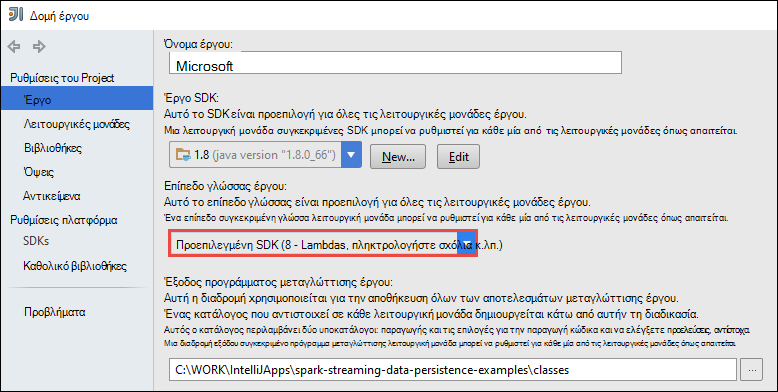 Δομή έργου
Ρυθμίσεις του Project
Έργο
Λειτουργικές μονάδες
Βιβλιοθήκες
Όψεις
Αντικείμενα
Ρυθμίσεις πλατφόρμα
SDKs
Καθολικό βιβλιοθήκες
Προβλήματα
Όνομα έργου:
Microsoft
Έργο SDK:
Αυτό το SDK είναι προεπιλογή για όλες τις λειτουργικές μονάδες έργου.
Μια λειτουργική μονάδα συγκεκριμένες SDK μπορεί να ρυθμιστεί για κάθε μία από τις λειτουργικές μονάδες όπως απαιτείται.
1.8 (java version "1.8.0_66")
New...
Edit
Επίπεδο γλώσσας έργου:
Αυτό το επίπεδο γλώσσας είναι προεπιλογή για όλες τις λειτουργικές μονάδες έργου.
Ένα επίπεδο συγκεκριμένη γλώσσα λειτουργική μονάδα μπορεί να ρυθμιστεί για κάθε μία από τις λειτουργικές μονάδες όπως απαιτείται.
Προεπιλεγμένη SDK (8 - Lambdas, πληκτρολογήστε σχόλια κ.λπ.)
Έξοδος προγράμματος μεταγλώττισης έργου:
Αυτή η διαδρομή χρησιμοποιείται για την αποθήκευση όλων των αποτελεσμάτων μεταγλώττισης έργου.
Ένας κατάλογος που αντιστοιχεί σε κάθε λειτουργική μονάδα δημιουργείται κάτω από αυτήν τη διαδικασία.
Αυτός ο κατάλογος περιλαμβάνει δύο υποκατάλογοι: παραγωγής και τις επιλογές για την παραγωγή κώδικα και να ελέγξετε προελεύσεις, αντίστοιχα.
Μια διαδρομή εξόδου συγκεκριμένο πρόγραμμα μεταγλώττισης λειτουργική μονάδα μπορεί να ρυθμιστεί για κάθε μία από τις λειτουργικές μονάδες όπως απαιτείται.
C:\WORK\IntelliJApps\spark-streaming-data-persistence-examples\classes
...